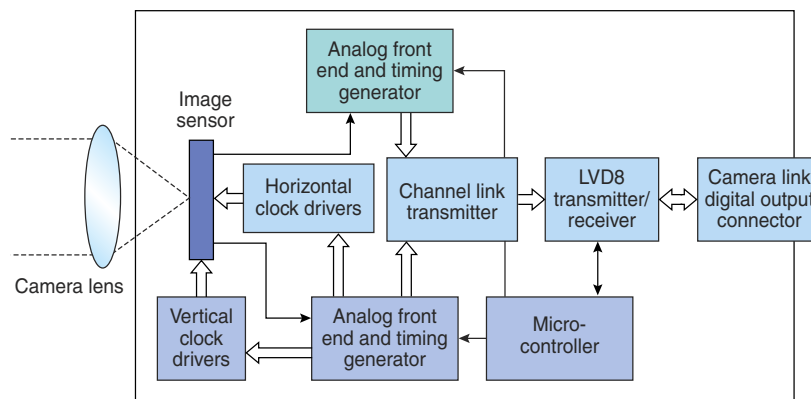 Analog front
end and timing
generator
Image
sensor
Horizontal
clock drivers
Channel link
transmitter
LVD8
transmitter/
receiver
Camera link
digital output
connector
Camera lens
Vertical
clock
drivers
Analog front
end and timing
generator
Micro-
controller